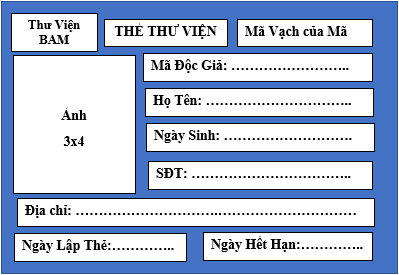 Thư Viện
BAM
THẺ THƯ VIỆN
Mã Vạch của Mã
Ảnh
3x4
Mã Độc Giả: ……………………..
Họ Tên: …………………………..
Ngày Sinh: ……………………….
SĐT: ……………………………..
Địa chỉ: …………………………..…………………………
Ngày Lập Thẻ:…………..
Ngày Hết Hạn:…………..